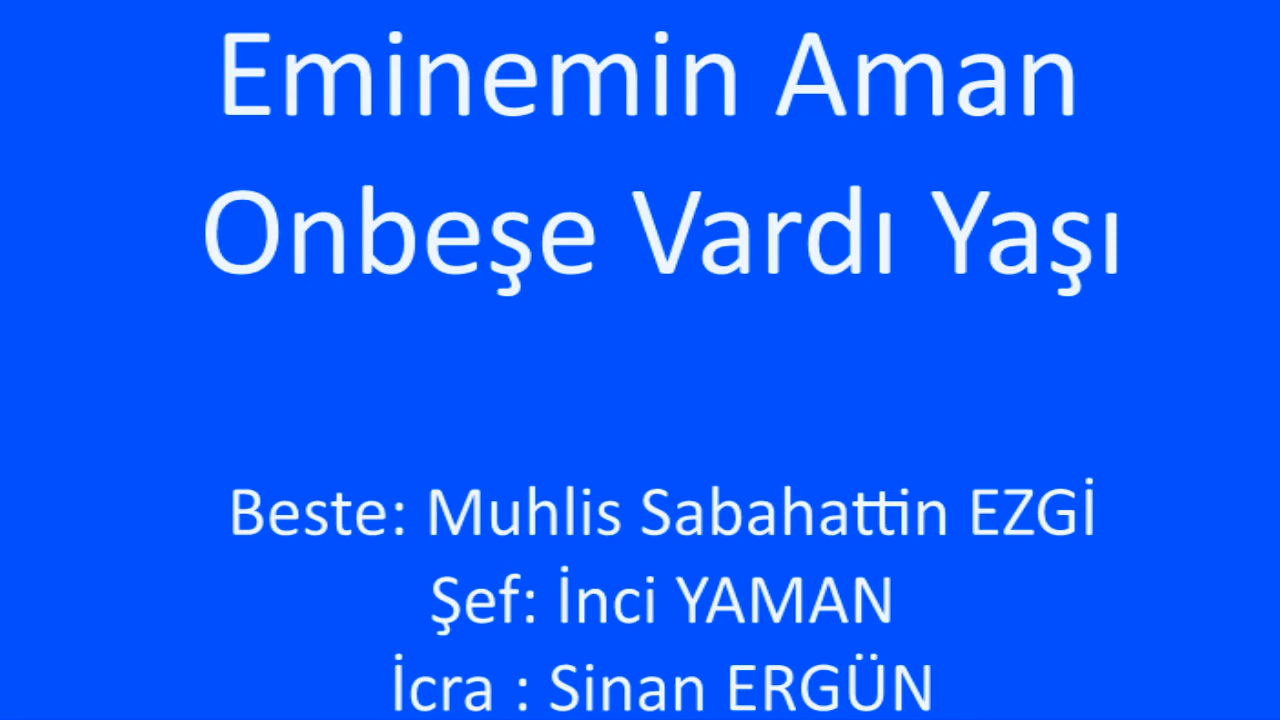 Eminemin Aman
Onbeşe Vardı Yaşı
Beste: Muhlis Sabahattin EZGİ
Şef: İnci YAMAN
İcra : Sinan ERGÜN